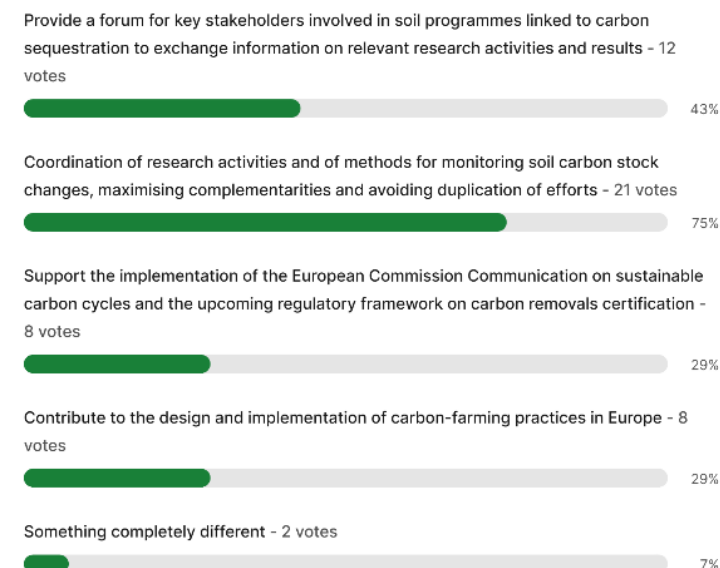 Provide a forum for key stakeholders involved in soil programmes linked to carbon
sequestration to exchange information on relevant research activities and results - 12
votes
43%
Coordination of research activities and of methods for monitoring soil carbon stock
changes, maximising complementarities and avoiding duplication of efforts - 21 votes
75%
Support the implementation of the European Commission Communication on sustainable
carbon cycles and the upcoming regulatory framework on carbon removals certification -
8 votes
29%
Contribute to the design and implementation of carbon-farming practices in Europe - 8
votes
29%
Something completely different - 2 votes
7%